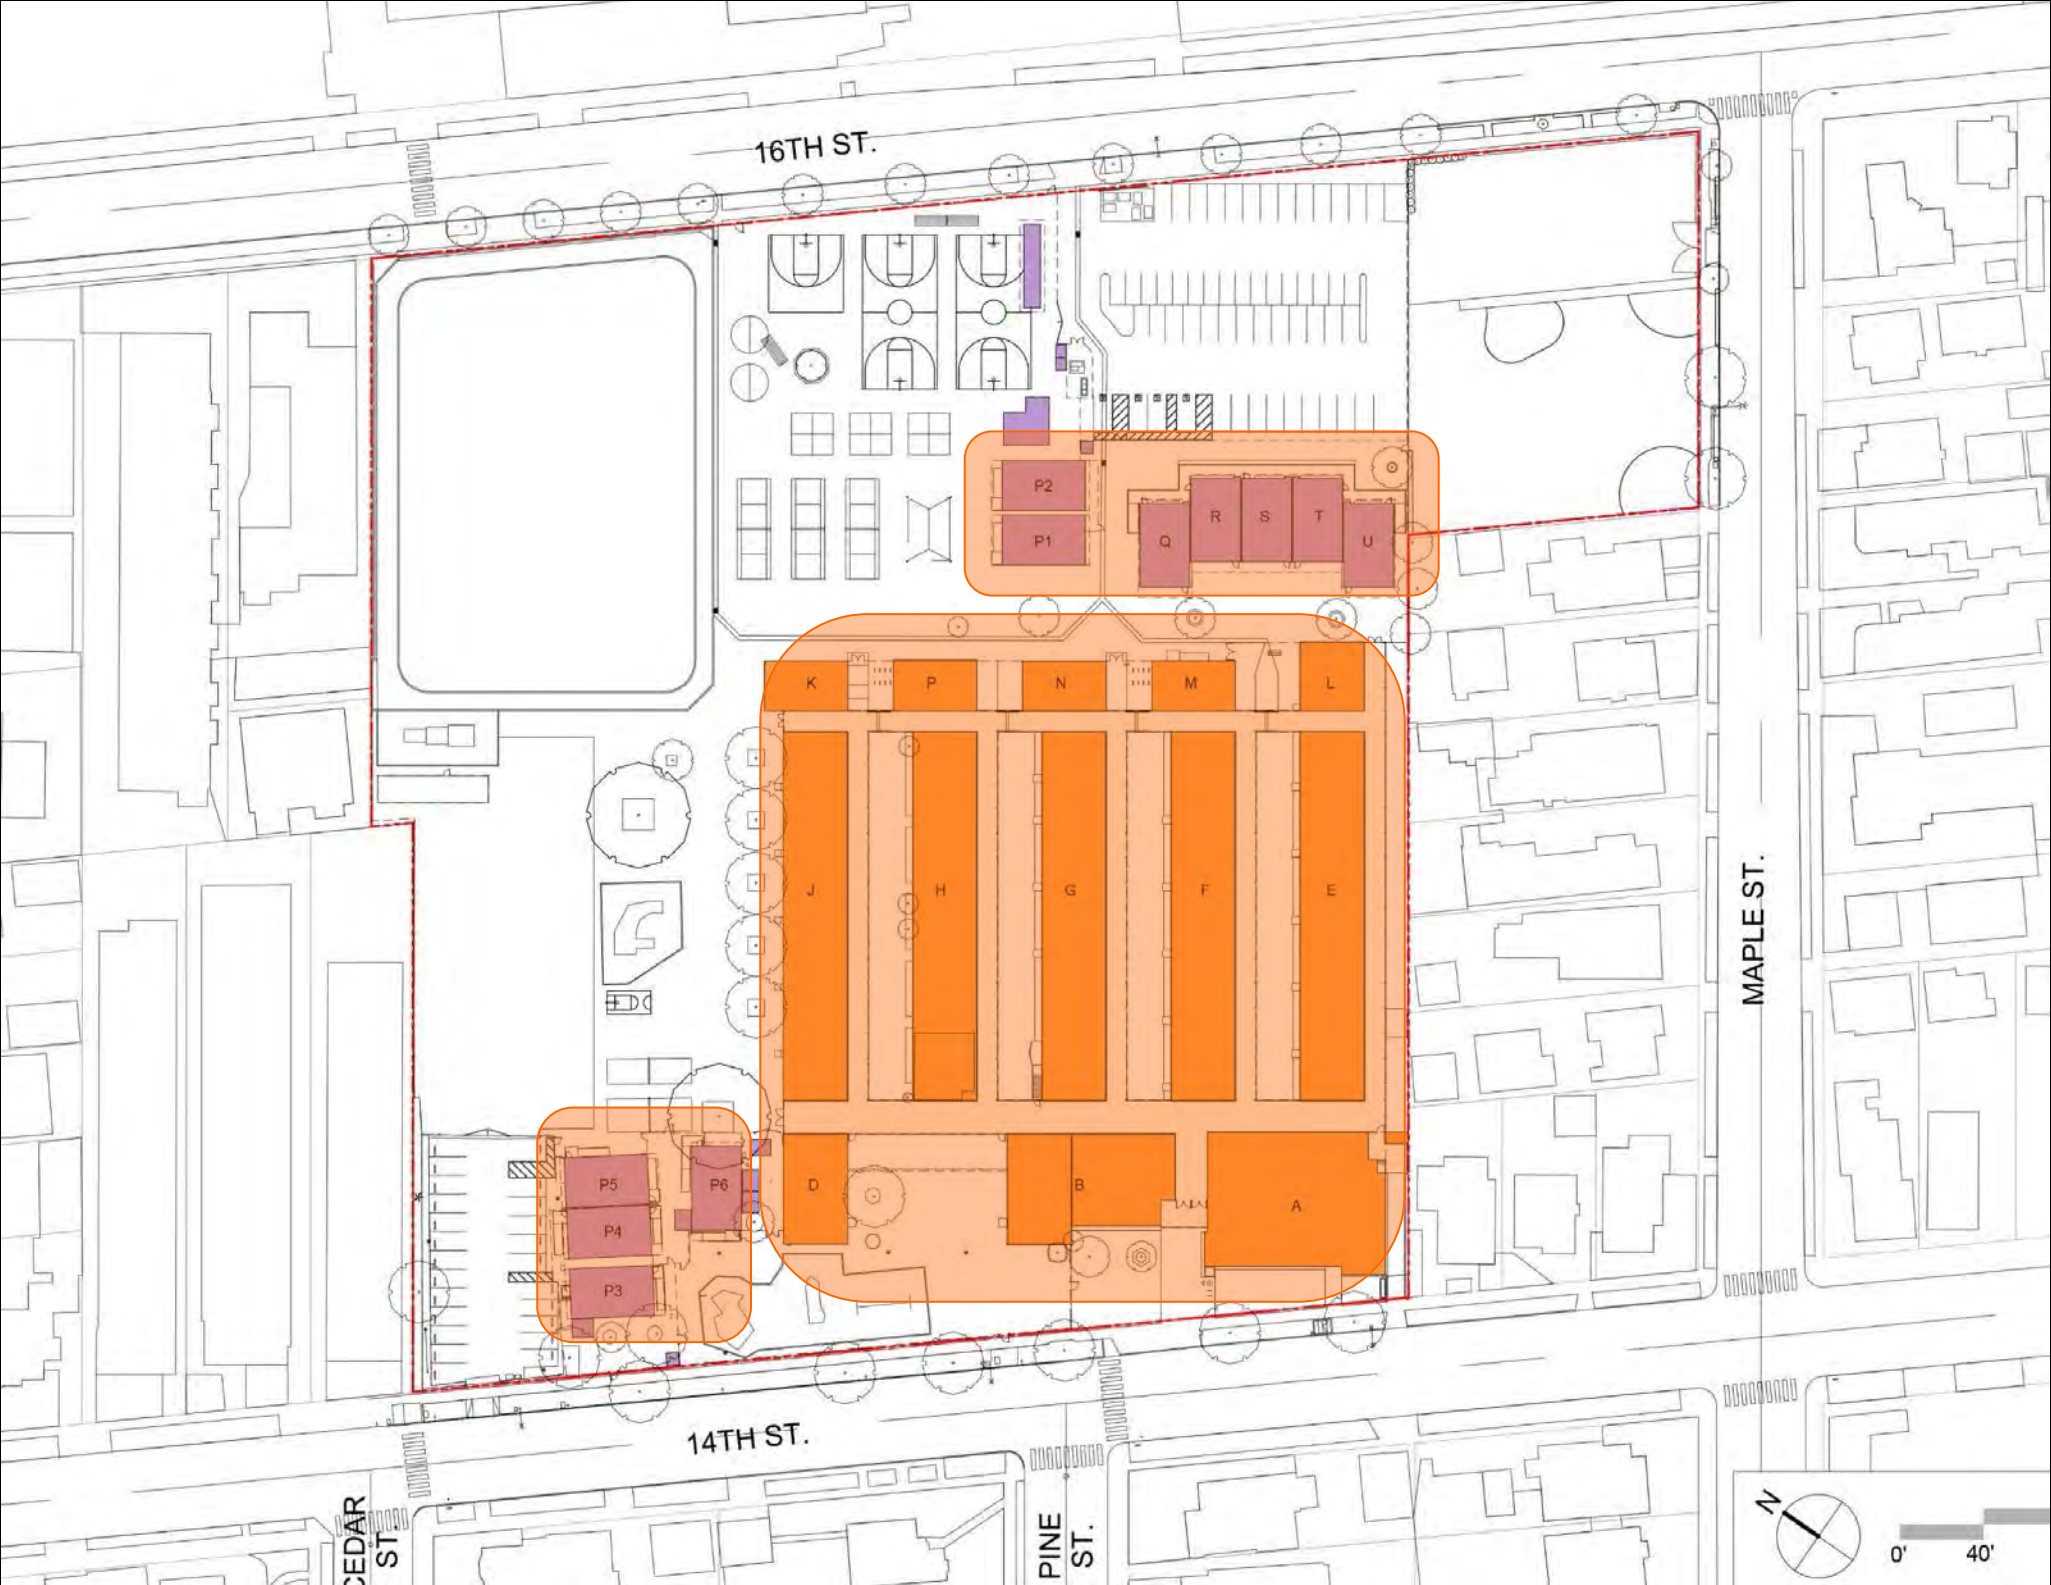 16TH ST.
P2
P1
Q
R
S
T
U
K
P
N
M
L
J
H
G
F
E
MAPLE ST.
P5
P6
P4
P3
D
B
A
14TH ST.
CEDAR
ST.
PINE
ST.
N
0'
40'